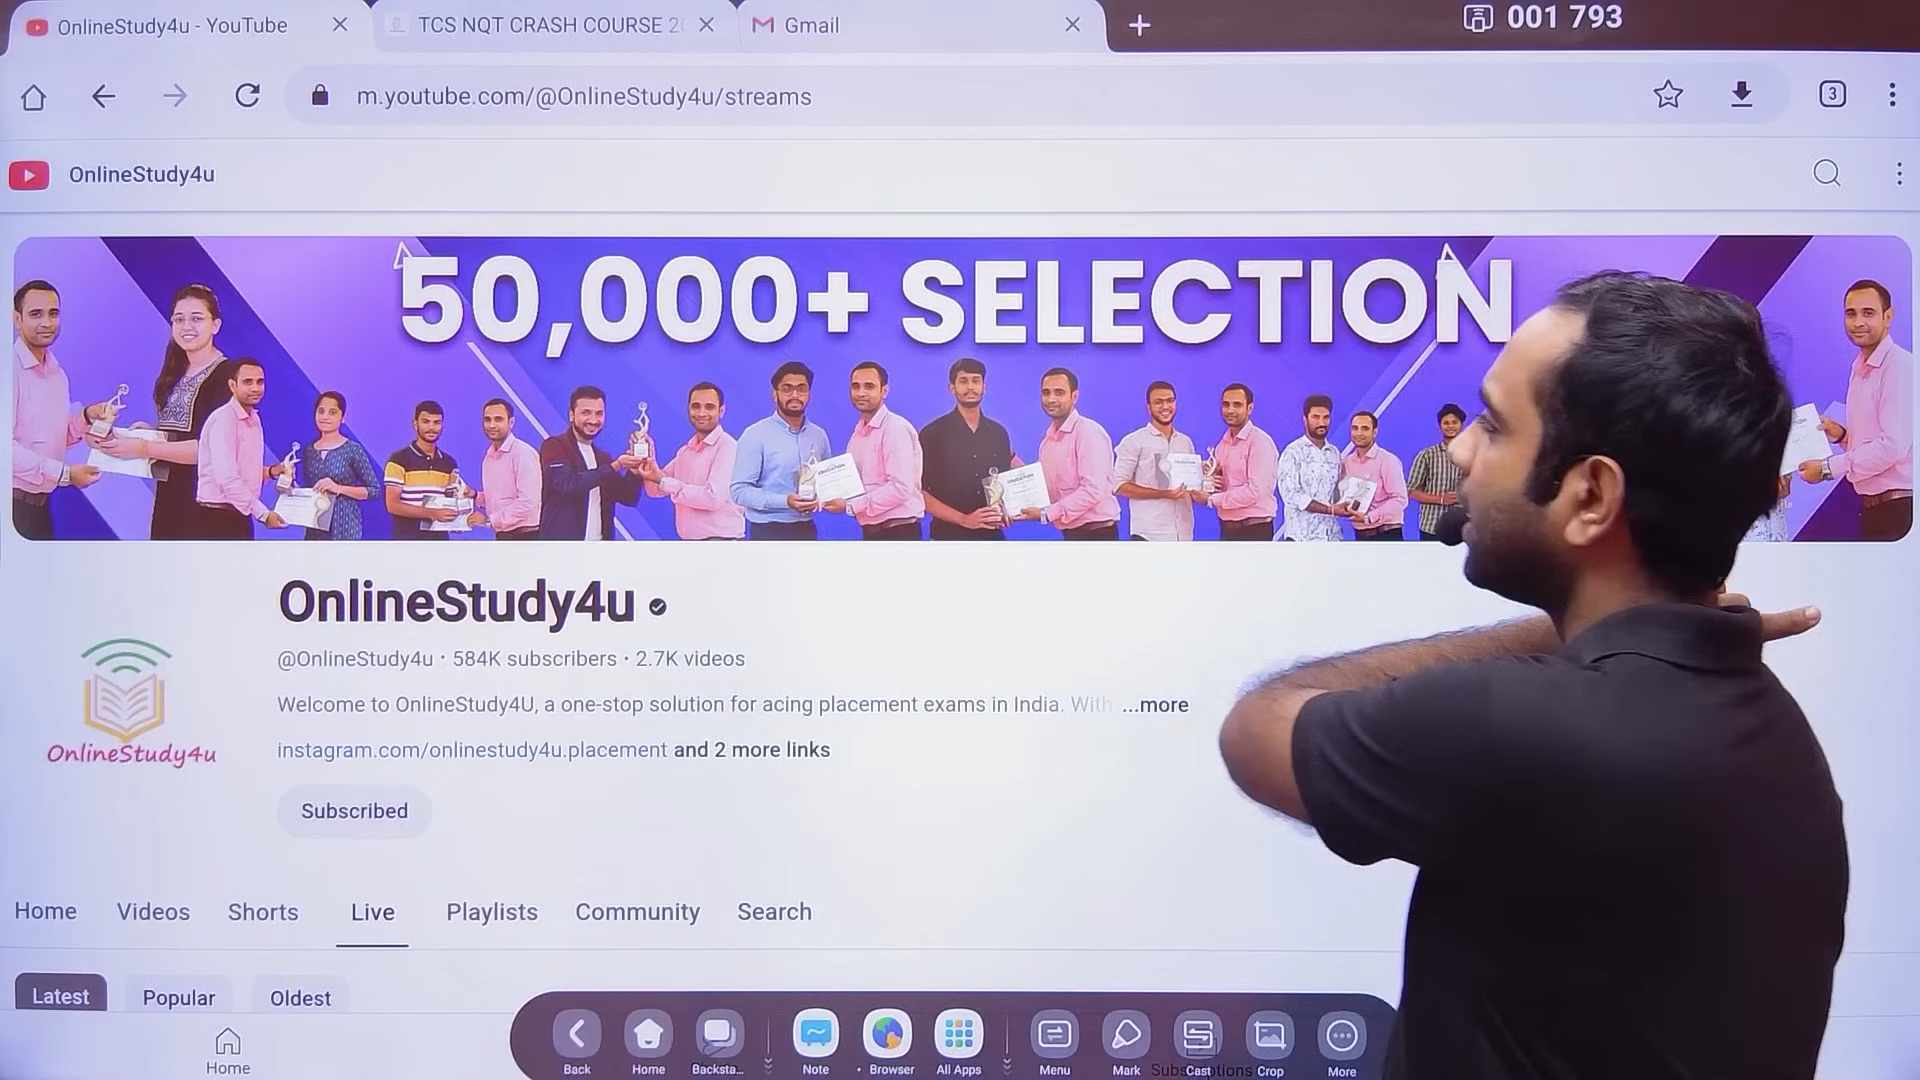 OnlineStudy4u - YouTube
TCS NQT CRASH COURSE
Gmail
001 793
m.youtube.com/@OnlineStudy4u/streams
3
OnlineStudy4u
50,000+ SELECTION
OnlineStudy4u
OnlineStudy4u
@OnlineStudy4u • 584K subscribers • 2.7K videos
Welcome to OnlineStudy4U, a one-stop solution for acing placement exams in India. With ...more
instagram.com/onlinestudy4u.placement and 2 more links
Subscribed
Home Videos Shorts Live Playlists Community Search
Latest Popular Oldest
Home
Back Home Backsta... Note Browser All Apps Menu Mark Cast Crop More